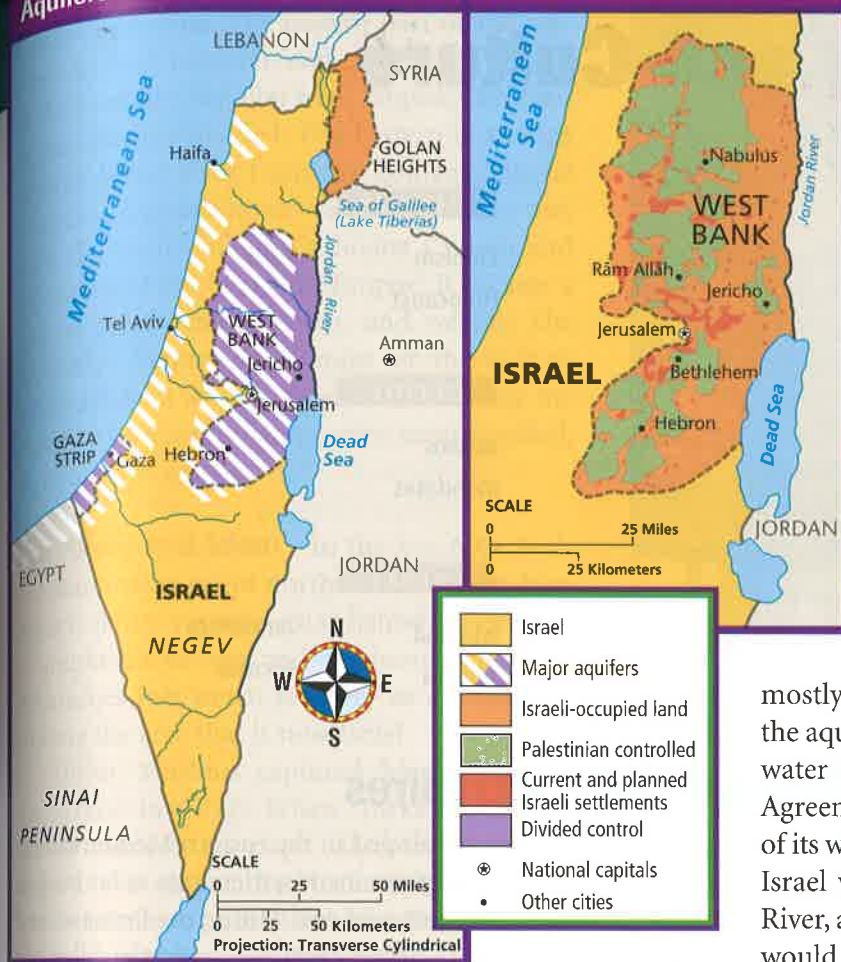 Aquifers
LEBANON
SYRIA
Mediterranean Sea
Haifa
GOLAN
HEIGHTS
Sea of Galilee
(Lake Tiberias)
Jordan River
Tel Aviv
WEST
BANK
Amman
Jericho
Jerusalem
GAZA
STRIP
Gaza
Hebron
Dead
Sea
EGYPT
ISRAEL
JORDAN
NEGEV
N
W
E
S
SINAI
PENINSULA
SCALE
0 25 50 Miles
0 25 50 Kilometers
Projection: Transverse Cylindrical
Mediterranean
Sea
Nabulus
Jordan River
WEST
BANK
Rām Allāh
Jericho
Jerusalem
ISRAEL
Bethlehem
Hebron
Dead Sea
SCALE
0 25 Miles
0 25 Kilometers
JORDAN
Israel
Major aquifers
Israeli-occupied land
Palestinian controlled
Current and planned
Israeli settlements
Divided control
National capitals
Other cities
mostly
the aqu
water
Agreen
of its w
Israel v
River, a
would